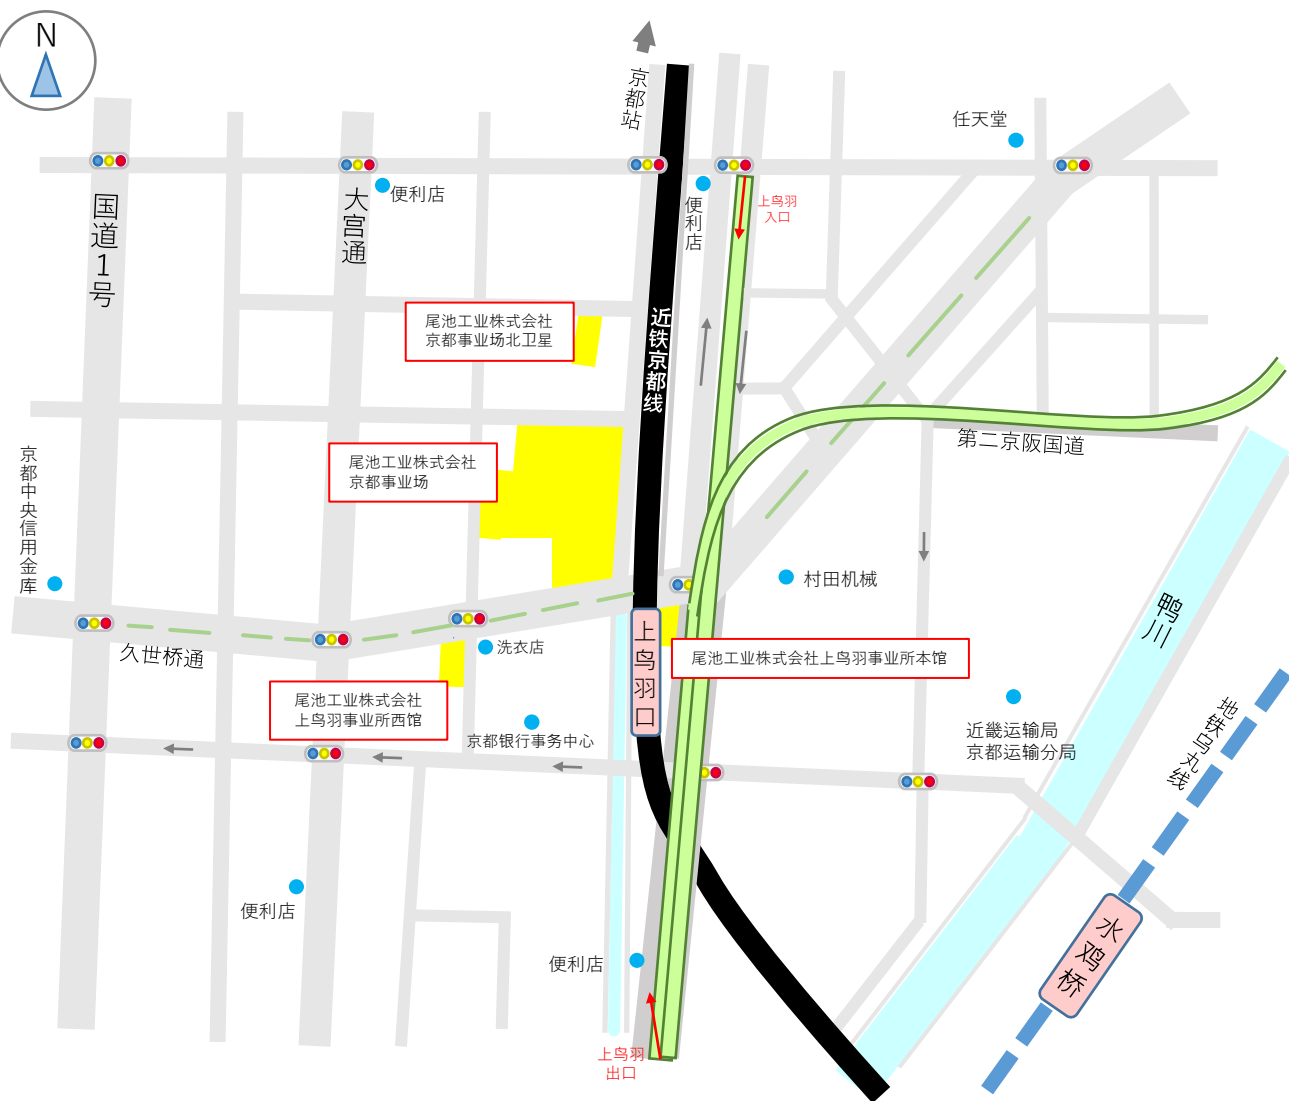 N
京都站
任天堂
国道1号
大宫通
便利店
便利店
上鸟羽
入口
尾池工业株式会社
京都事业场北卫星
近铁京都线
第二京阪国道
尾池工业株式会社
京都事业场
京都中央信用金库
村田机械
鸭川
久世桥通
洗衣店
上鸟羽口
尾池工业株式会社上鸟羽事业所本馆
尾池工业株式会社
上鸟羽事业所西馆
京都银行事务中心
近畿运输局
京都运输分局
地铁乌丸线
便利店
水鸡桥
便利店
上鸟羽
出口